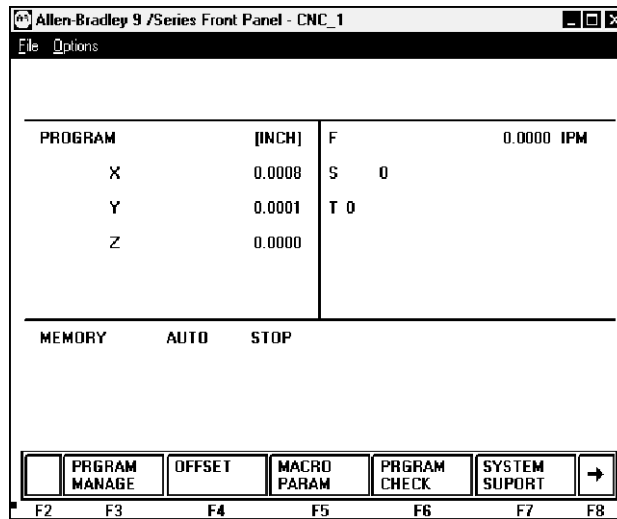 Allen-Bradley 9 /Series Front Panel - CNC_1
File Options
PROGRAM [INCH] F 0.0000 IPM
X 0.0008 S 0
Y 0.0001 T 0
Z 0.0000
MEMORY AUTO STOP
PRGRAM MANAGE OFFSET MACRO PARAM PRGRAM CHECK SYSTEM SUPORT →
F2 F3 F4 F5 F6 F7 F8